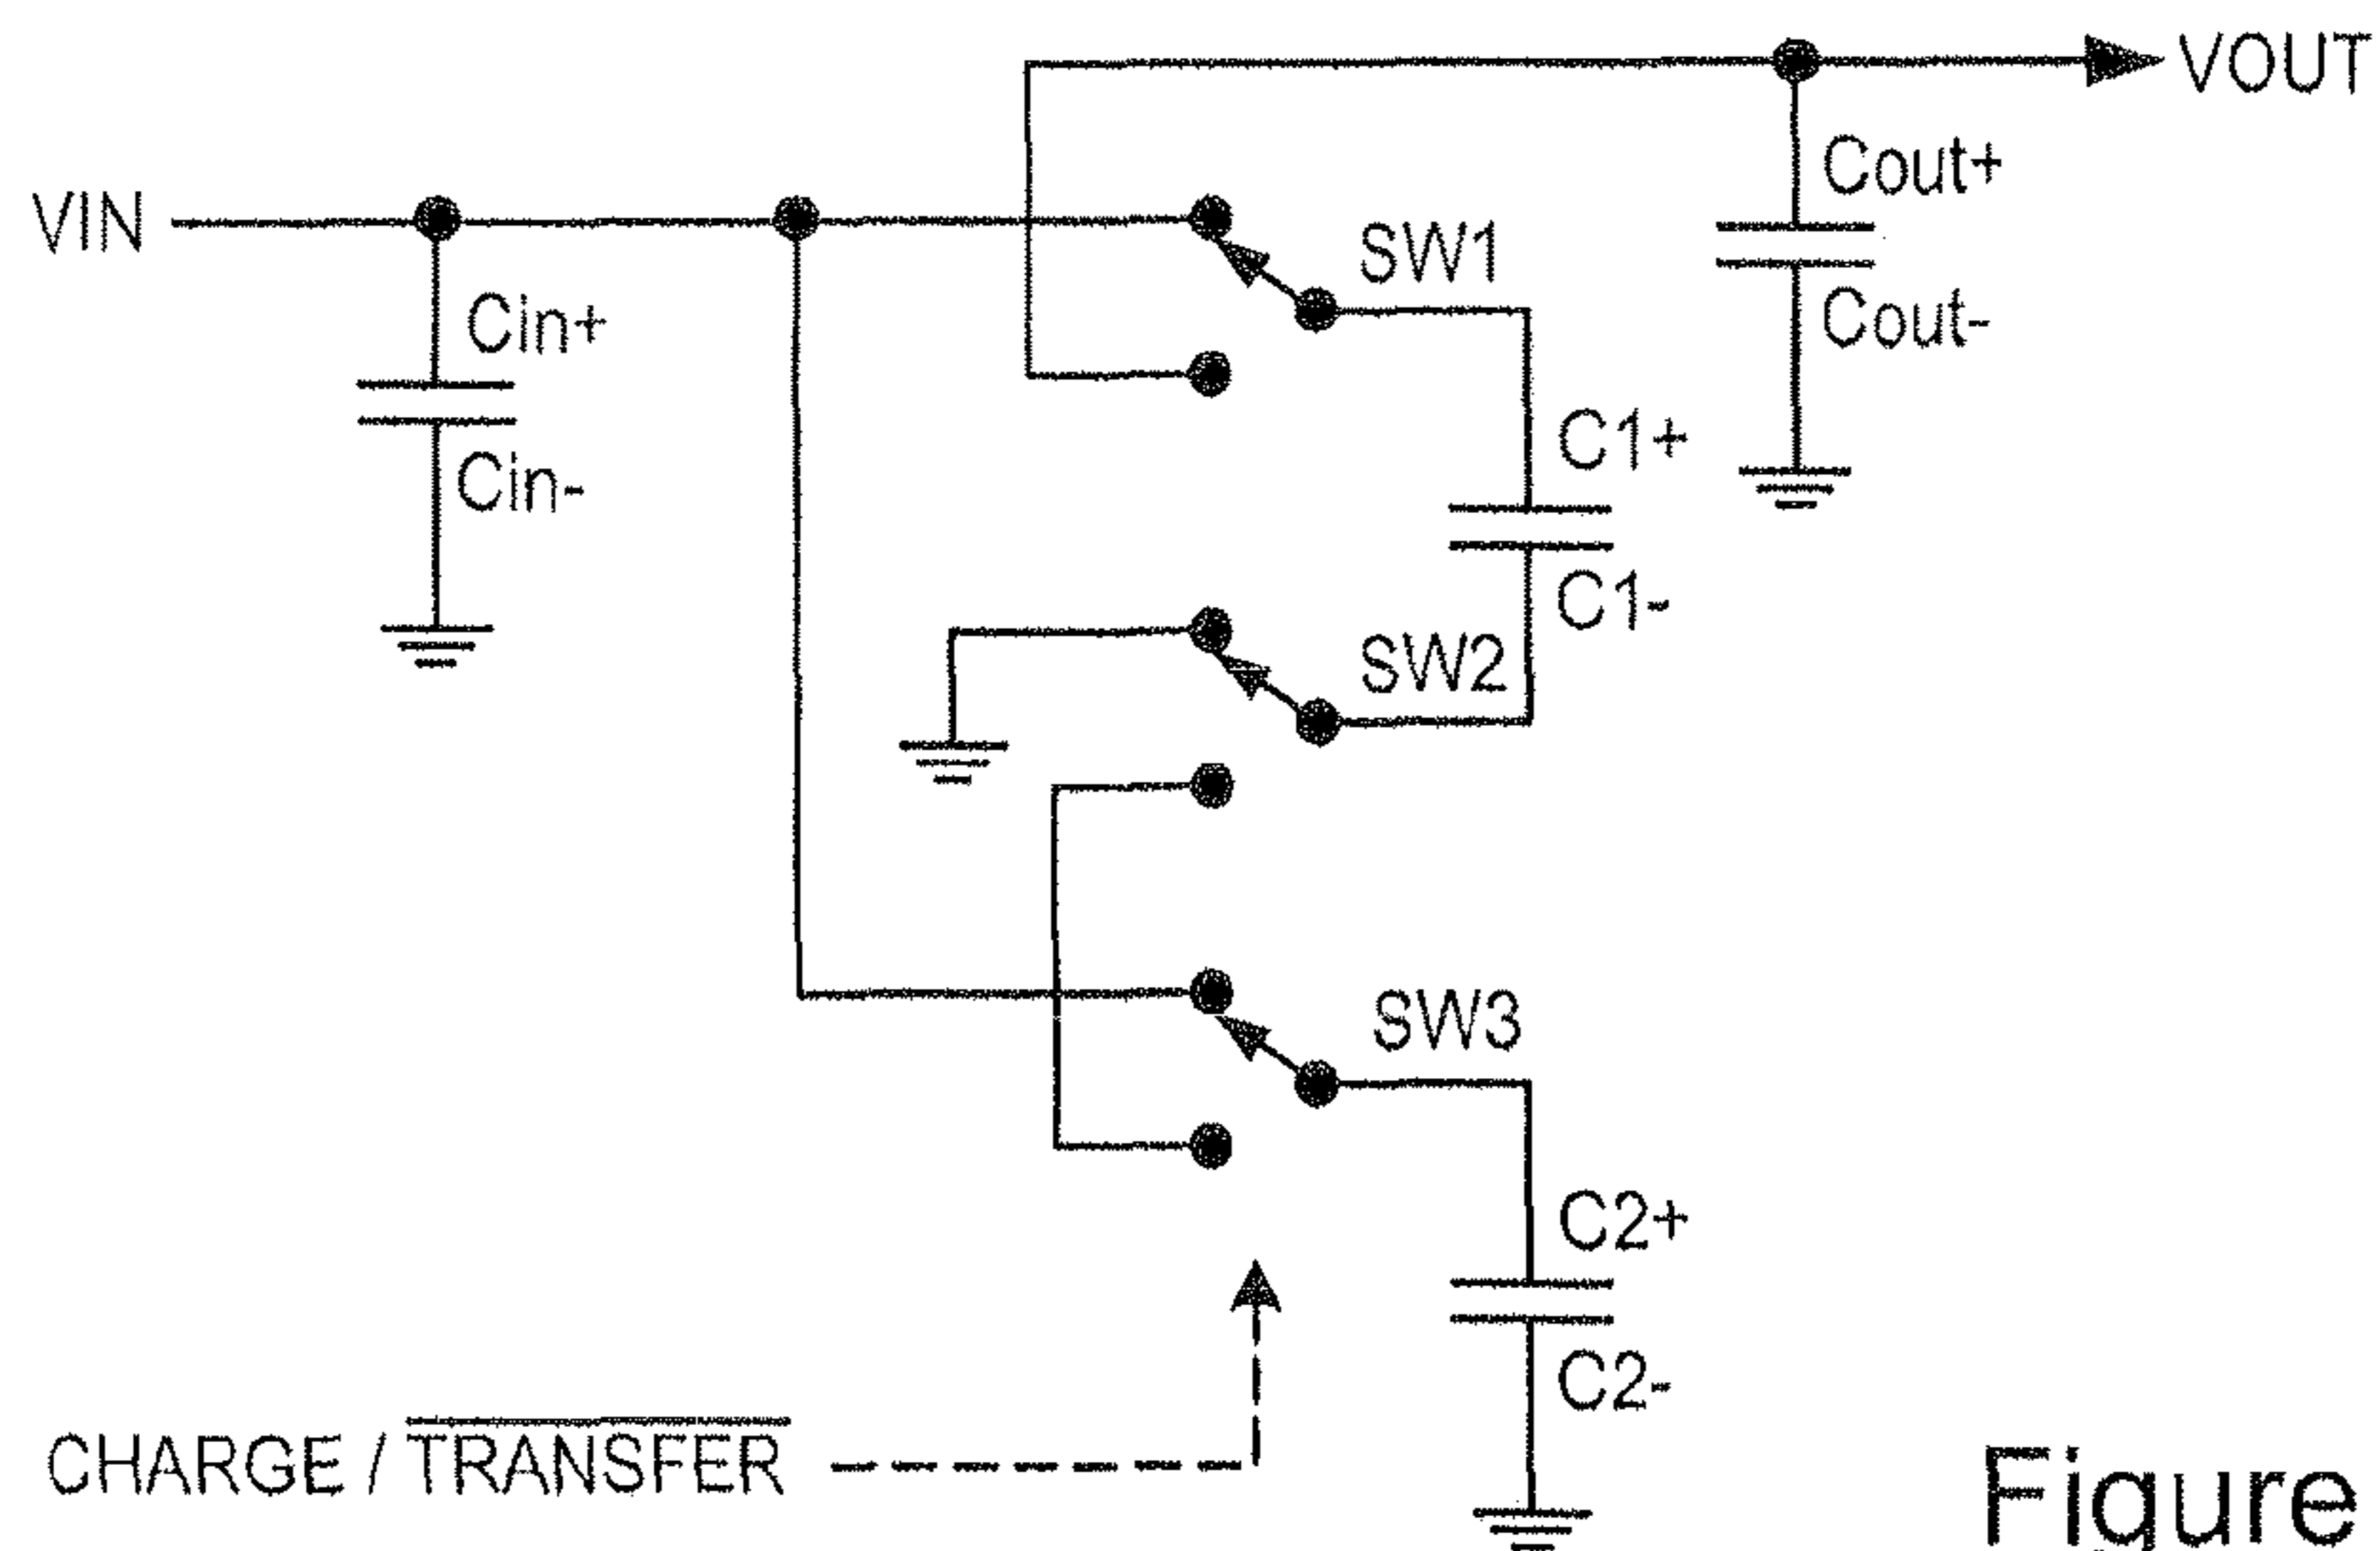 VOUT
Cout+
VIN
SW1
Cin+
Cout-
C1+
Cin-
C1-
SW2
SW3
C2+
C2-
CHARGE / TRANSFER
Figure